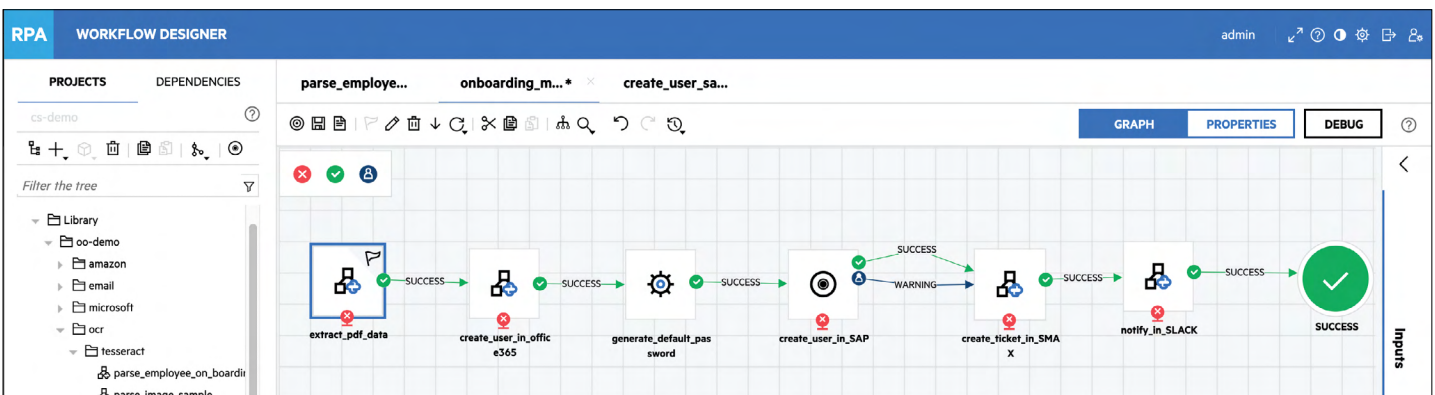 RPA WORKFLOW DESIGNER admin
PROJECTS DEPENDENCIES
parse_employe... onboarding_m...* create_user_sa...
cs-demo
GRAPH PROPERTIES DEBUG
Filter the tree
Library
oo-demo
amazon
email
microsoft
ocr
tesseract
parse_employee_on_boardin
parse_image_sample
SUCCESS
SUCCESS
SUCCESS
SUCCESS
WARNING
SUCCESS
SUCCESS
extract_pdf_data
create_user_in_offic
e365
generate_default_pas
sword
create_user_in_SAP
create_ticket_in_SMA
X
notify_in_SLACK
SUCCESS
Inputs